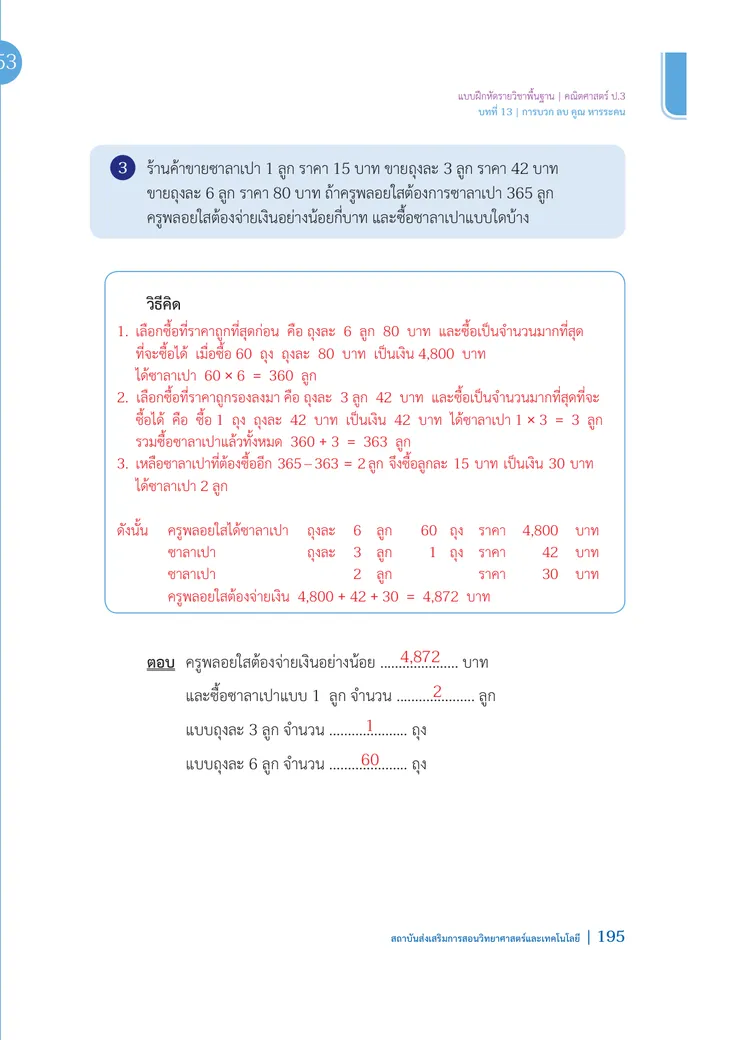 53
แบบฝึกหัดรายวิชาพื้นฐาน | คณิตศาสตร์ ป.3
บทที่ 13 | การบวก ลบ คูณ หารระคน
3 ร้านค้าขายซาลาเปา 1 ลูก ราคา 15 บาท ขายถุงละ 3 ลูก ราคา 42 บาท
ขายถุงละ 6 ลูก ราคา 80 บาท ถ้าครูพลอยใสต้องการซาลาเปา 365 ลูก
ครูพลอยใสต้องจ่ายเงินอย่างน้อยกี่บาท และซื้อซาลาเปาแบบใดบ้าง
วิธีคิด
1. เลือกซื้อที่ราคาถูกที่สุดก่อน คือ ถุงละ 6 ลูก 80 บาท และซื้อเป็นจำนวนมากที่สุด
ที่จะซื้อได้ เมื่อซื้อ 60 ถุง ถุงละ 80 บาท เป็นเงิน 4,800 บาท
ได้ซาลาเปา 60 × 6 = 360 ลูก
2. เลือกซื้อที่ราคาถูกรองลงมา คือ ถุงละ 3 ลูก 42 บาท และซื้อเป็นจำนวนมากที่สุดที่จะ
ซื้อได้ คือ ซื้อ 1 ถุง ถุงละ 42 บาท เป็นเงิน 42 บาท ได้ซาลาเปา 1 × 3 = 3 ลูก
รวมซื้อซาลาเปาแล้วทั้งหมด 360 + 3 = 363 ลูก
3. เหลือซาลาเปาที่ต้องซื้ออีก 365 – 363 = 2 ลูก จึงซื้อลูกละ 15 บาท เป็นเงิน 30 บาท
ได้ซาลาเปา 2 ลูก
ดังนั้น ครูพลอยใสได้ซาลาเปา ถุงละ 6 ลูก 60 ถุง ราคา 4,800 บาท
ซาลาเปา ถุงละ 3 ลูก 1 ถุง ราคา 42 บาท
ซาลาเปา 2 ลูก ราคา 30 บาท
ครูพลอยใสต้องจ่ายเงิน 4,800 + 42 + 30 = 4,872 บาท
ตอบ ครูพลอยใสต้องจ่ายเงินอย่างน้อย .....4,872..... บาท
และซื้อซาลาเปาแบบ 1 ลูก จำนวน .....2..... ลูก
แบบถุงละ 3 ลูก จำนวน .....1..... ถุง
แบบถุงละ 6 ลูก จำนวน .....60..... ถุง
สถาบันส่งเสริมการสอนวิทยาศาสตร์และเทคโนโลยี | 195